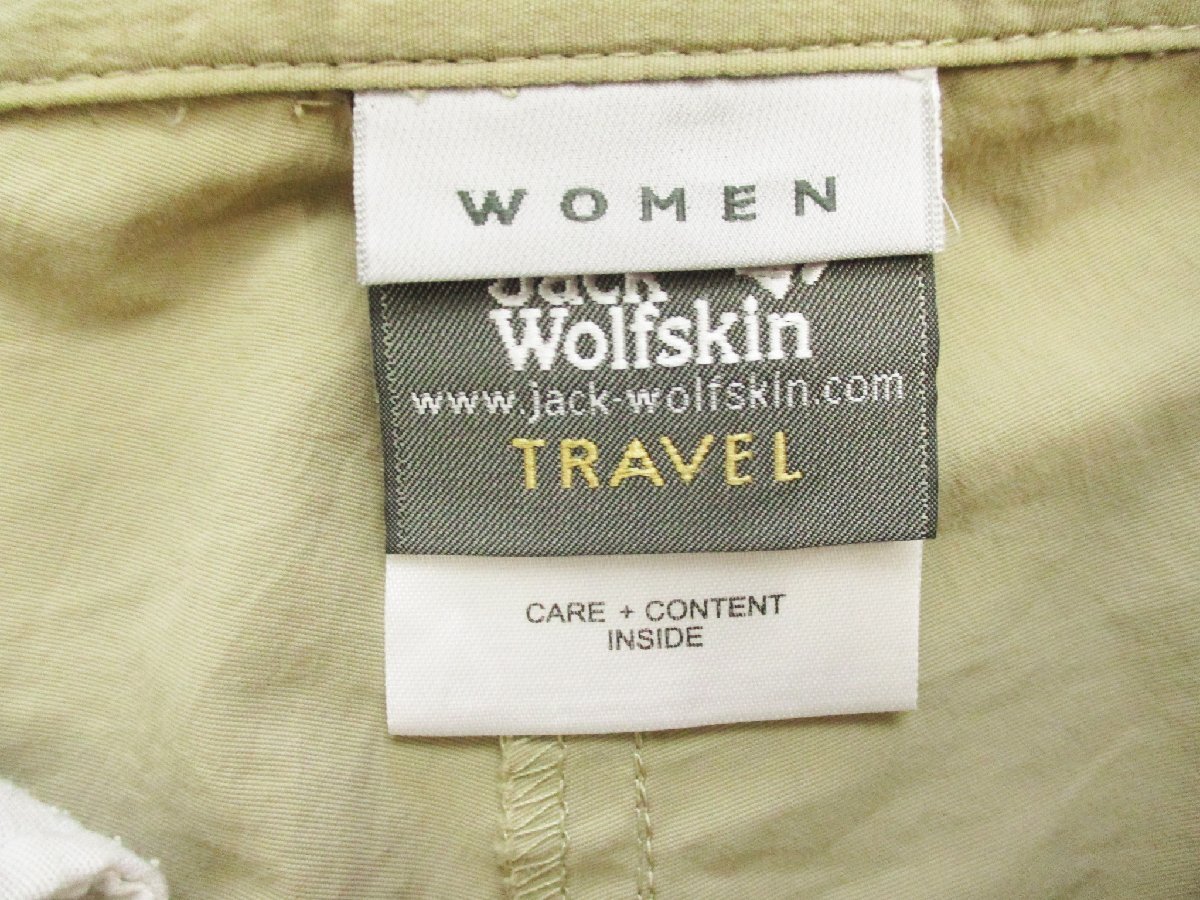 WOMEN
Jack
Wolfskin
www.jack-wolfskin.com
TRAVEL
CARE + CONTENT
INSIDE